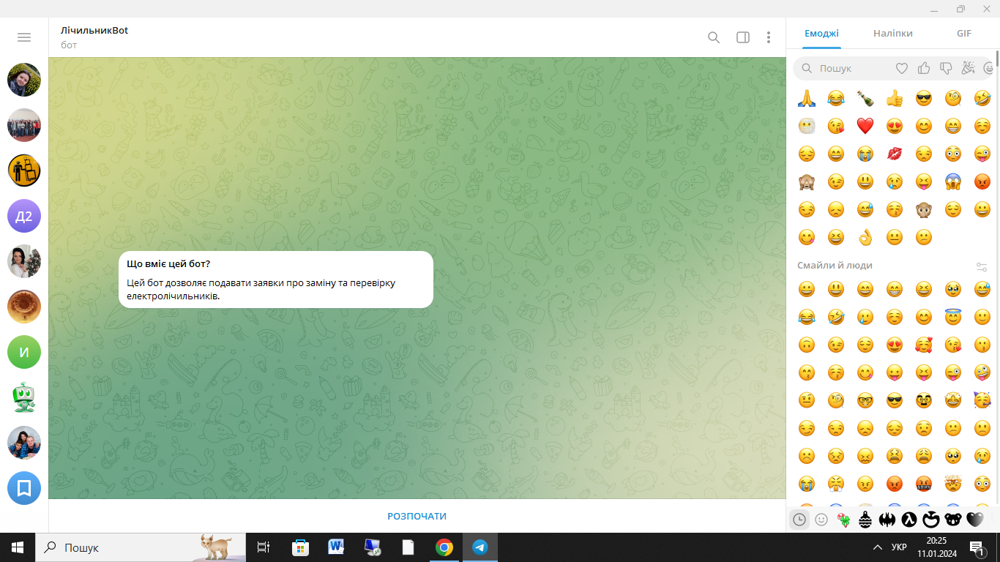 ЛічильникBot
бот
Емоджі
Наліпки
GIF
Пошук
Що вміє цей бот?
Цей бот дозволяє подавати заявки про заміну та перевірку
електролічильників.
Д2
И
Смайли й люди
РОЗПОЧАТИ
Пошук
УКР
20:25
11.01.2024
1